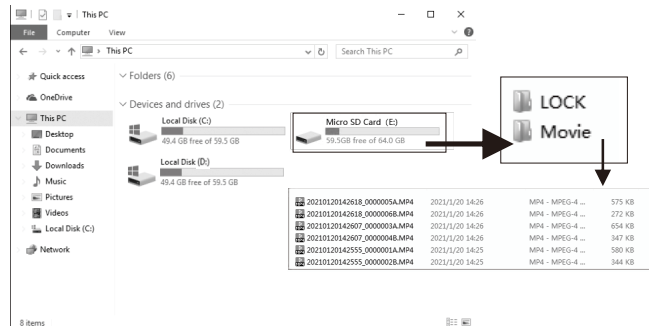 This PC
File Computer View
This PC
Search This PC
Quick access
OneDrive
This PC
Desktop
Documents
Downloads
Music
Pictures
Videos
Local Disk (C:)
Network
Folders (6)
Devices and drives (2)
Local Disk (C:)
49.4 GB free of 59.5 GB
Micro SD Card (E:)
59.5GB free of 64.0 GB
Local Disk (D:)
49.4 GB free of 59.5 GB
LOCK
Movie
20210120142618_0000005A.MP4 2021/1/20 14:26 MP4 - MPEG-4 ... 575 KB
20210120142618_0000006B.MP4 2021/1/20 14:26 MP4 - MPEG-4 ... 272 KB
20210120142607_0000003A.MP4 2021/1/20 14:26 MP4 - MPEG-4 ... 654 KB
20210120142607_0000004B.MP4 2021/1/20 14:26 MP4 - MPEG-4 ... 347 KB
20210120142555_0000001A.MP4 2021/1/20 14:25 MP4 - MPEG-4 ... 580 KB
20210120142555_0000002B.MP4 2021/1/20 14:25 MP4 - MPEG-4 ... 344 KB
8 items